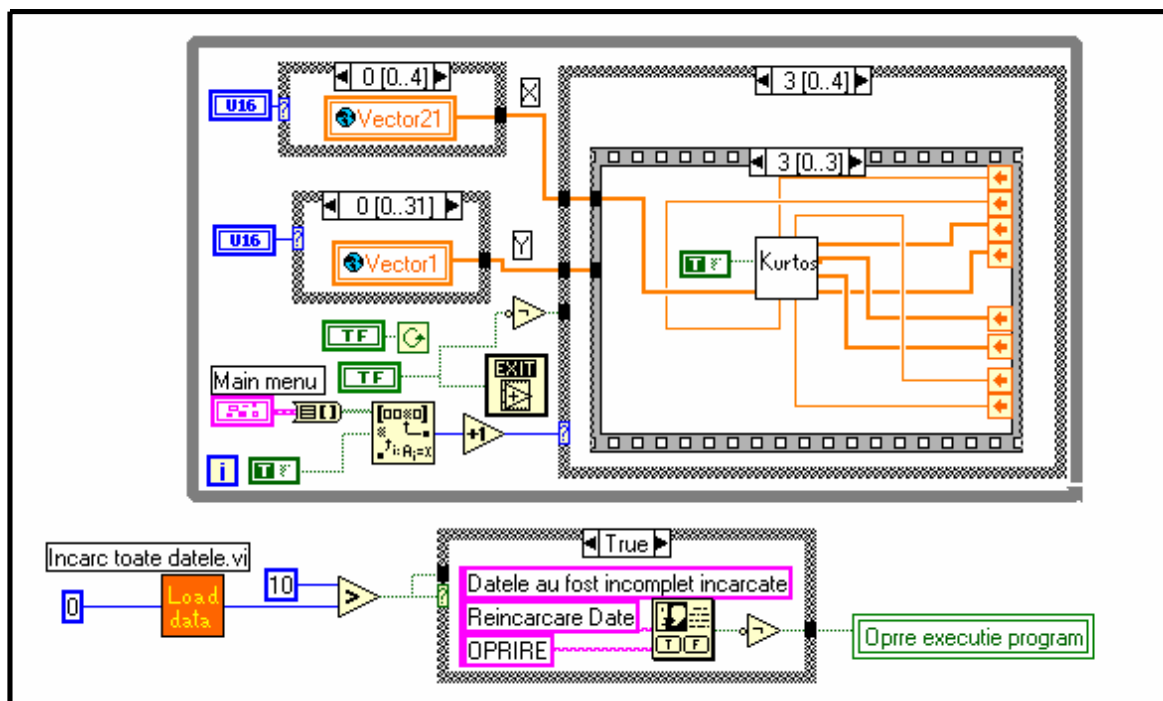 0 [0..4]
X
3 [0..4]
U16
Vector21
3 [0..3]
0 [0..31]
U16
Y
Vector1
T
Kurtos
TF
TF
EXIT
Main menu
+1
i:Ai=X
i
T
True
Incarc toate datele.vi
Datele au fost incomplet incarcate
10
>
Load
data
0
Reincarcare Date
T F
OPRIRE
Oprre executie program